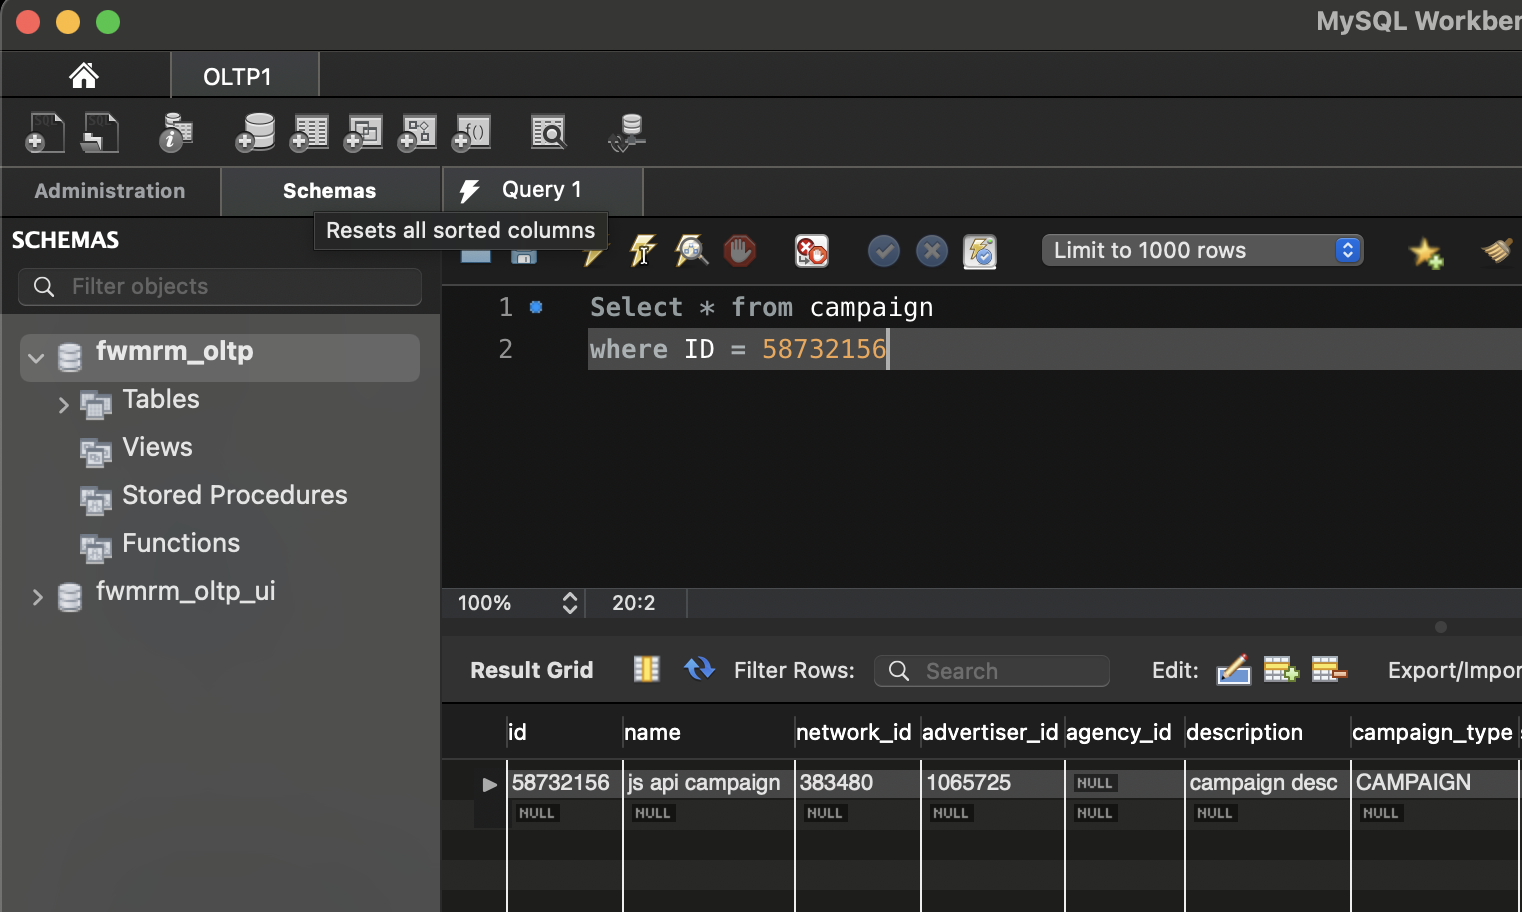 MySQL Workben
OLTP1
Administration
Schemas
Query 1
Resets all sorted columns
SCHEMAS
Limit to 1000 rows
Filter objects
1 Select * from campaign
2 where ID = 58732156
fwmrm_oltp
Tables
Views
Stored Procedures
Functions
fwmrm_oltp_ui
100% 20:2
Result Grid Filter Rows: Search Edit: Export/Impor
id name network_id advertiser_id agency_id description campaign_type
58732156 js api campaign 383480 1065725 NULL campaign desc CAMPAIGN
NULL NULL NULL NULL NULL NULL NULL